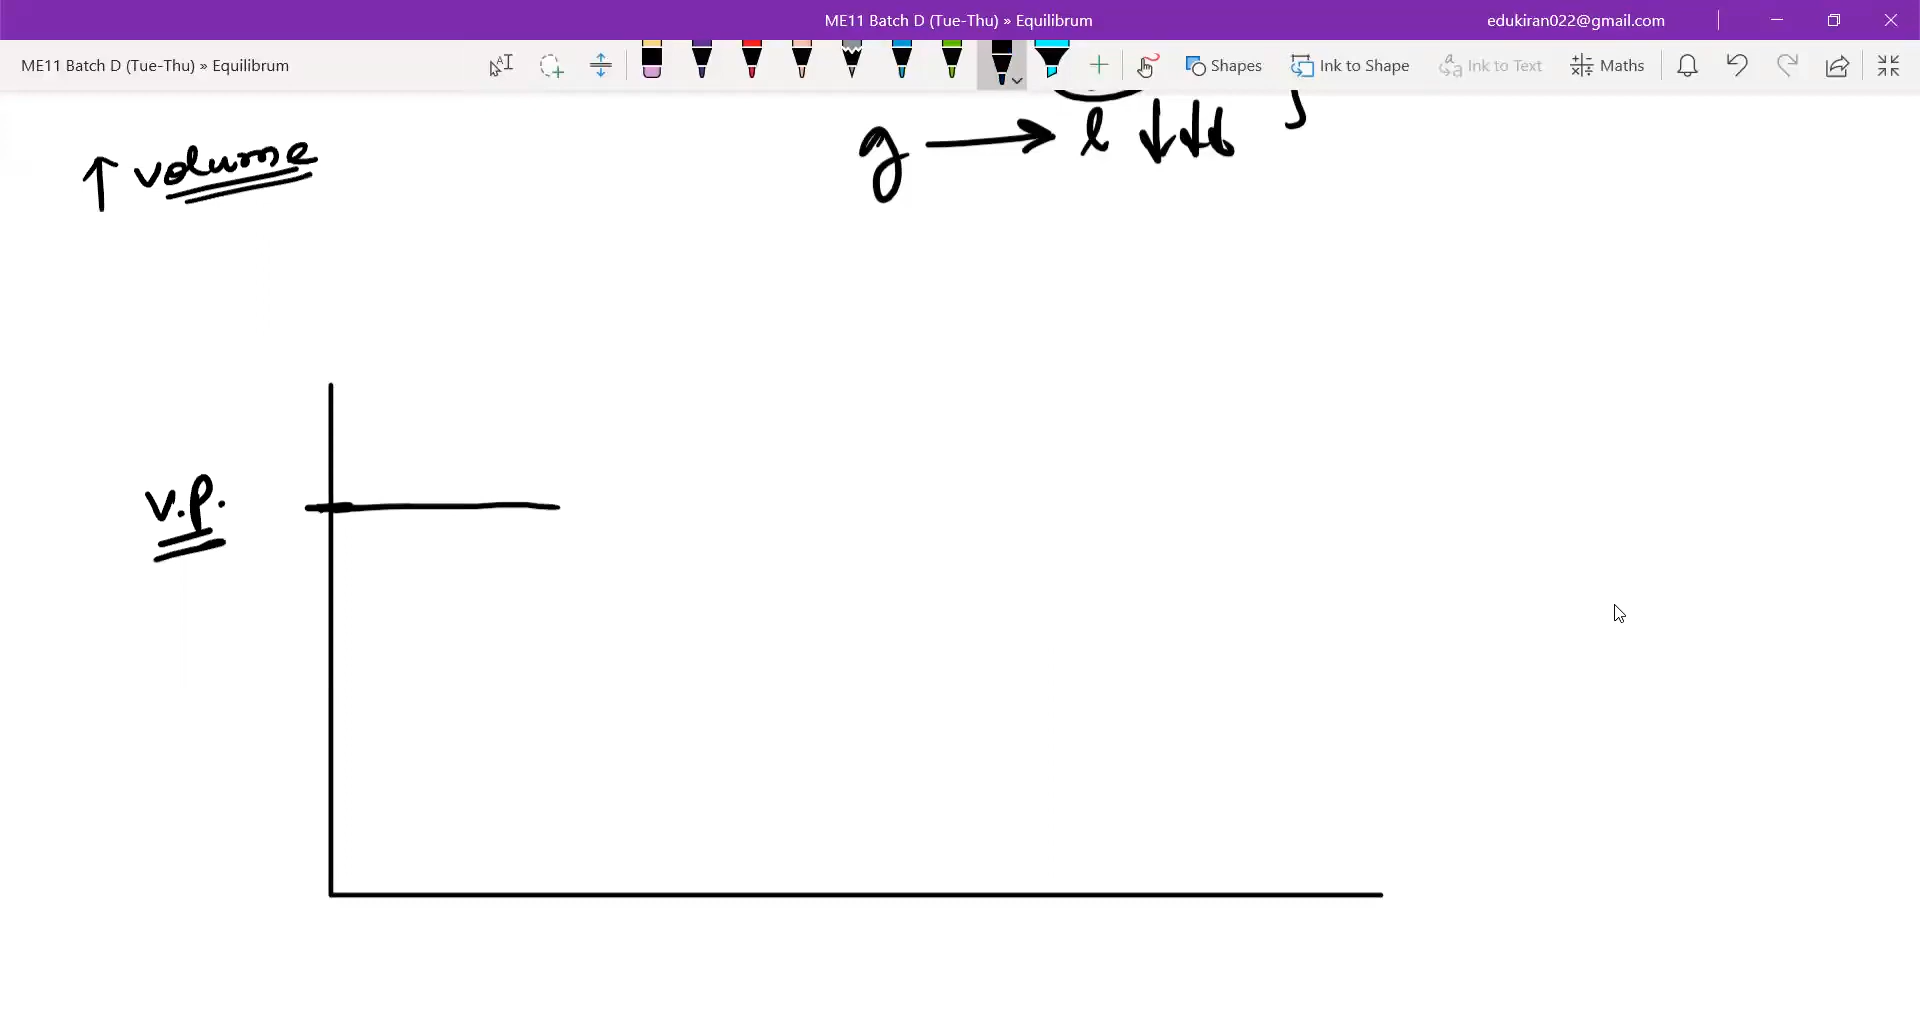 ME11 Batch D (Tue-Thu) » Equilibrum
edukiran022@gmail.com
ME11 Batch D (Tue-Thu) » Equilibrum
Shapes
Ink to Shape
Ink to Text
Maths
g → l ↓↓↓
↑ volume
v.p.